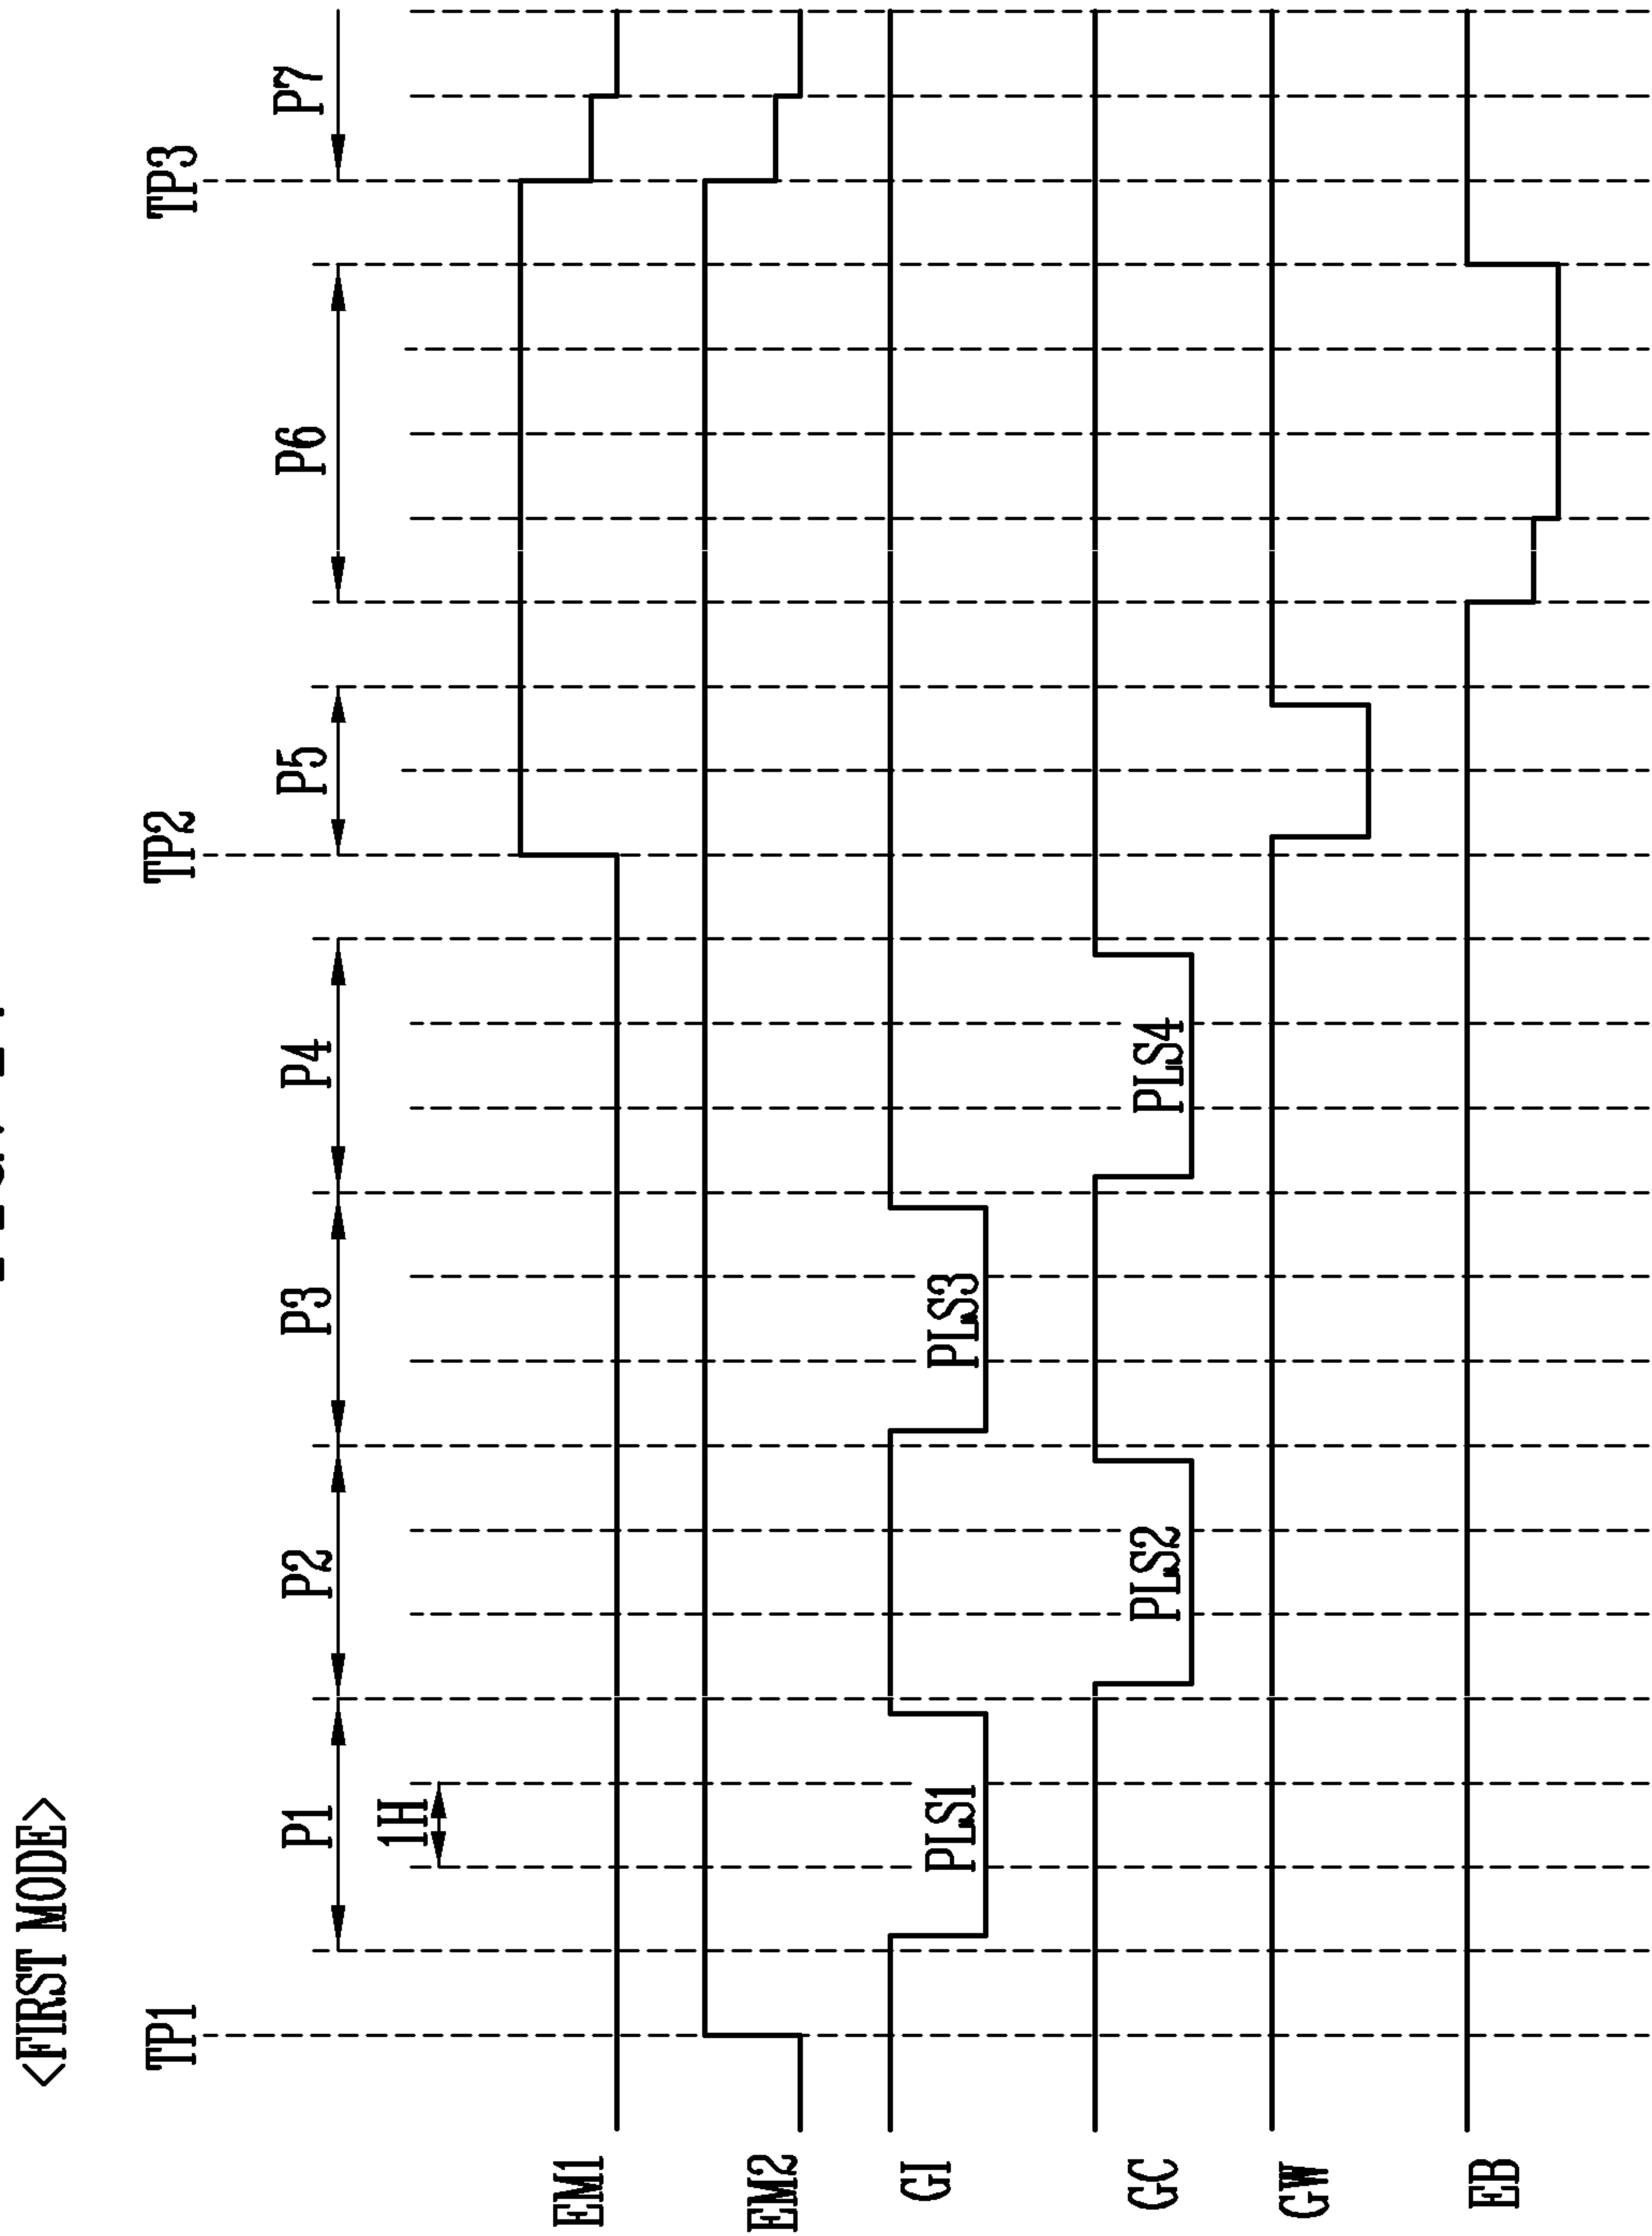 <FIRST MODE>
TP1 TP2 TP3
P1 P2 P3 P4 P5 P6 P7
1H
EM1
EM2
GI
PLS1 PLS3
GC
PLS2 PLS4
GW
EB